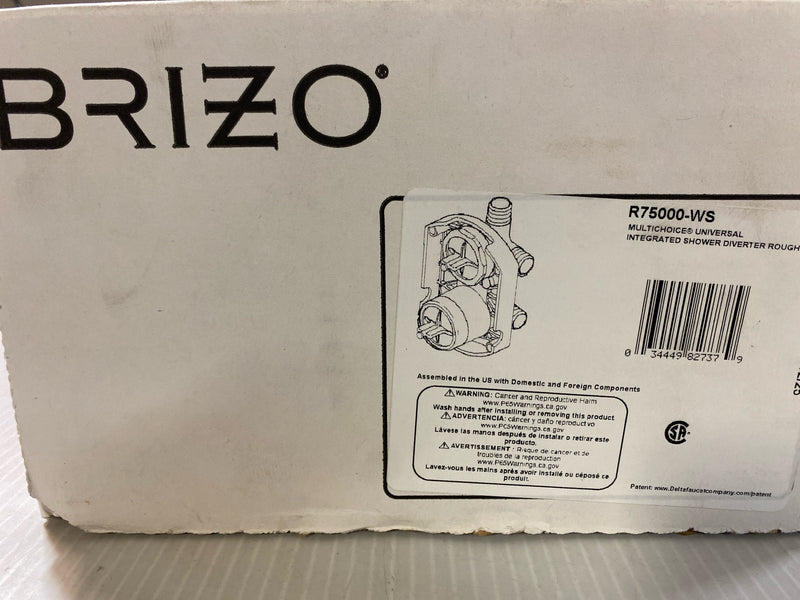 BRIZO®
R75000-WS
MULTICHOICE® UNIVERSAL
INTEGRATED SHOWER DIVERTER ROUGH
0 34449 82737 9
Assembled in the US with Domestic and Foreign Components
⚠WARNING: Cancer and Reproductive Harm
www.P65Warnings.ca.gov
Wash hands after installing or removing this product
⚠ADVERTENCIA: cáncer y daño reproductivo
www.P65Warnings.ca.gov
Lávese las manos después de instalar o retirar este
producto.
⚠AVERTISSEMENT : Risque de cancer et de
troubles de la reproduction
www.P65Warnings.ca.gov
Lavez-vous les mains après avoir installé ou déposé ce
produit.
Patent: www.Deltafaucetcompany.com/patent